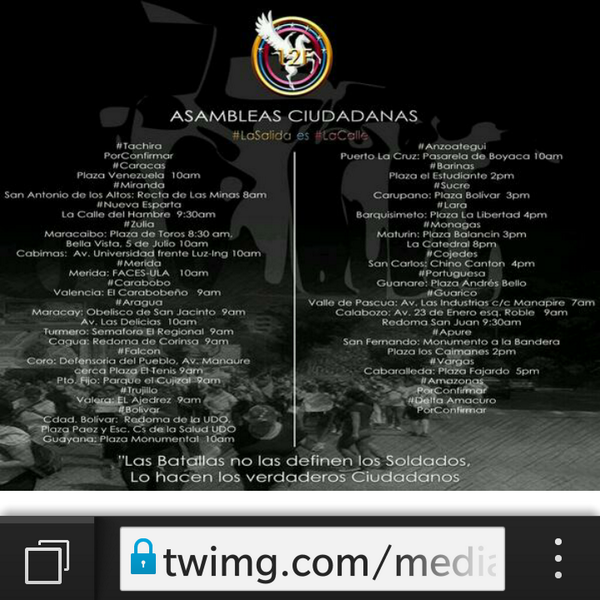 12F
ASAMBLEAS CIUDADANAS
#LaSalida es #LaCalle
#Tachira
PorConfirmar
#Caracas
Plaza Venezuela 10am
#Miranda
San Antonio de los Altos: Recta de Las Minas 8am
#Nueva Esparta
La Calle del Hambre 9:30am
#Zulia
Maracaibo: Plaza de Toros 8:30 am,
Bella Vista, 5 de Julio 10am
Cabimas: Av. Universidad frente Luz-Ing 10am
#Merida
Merida: FACES-ULA 10am
#Carabobo
Valencia: El Carabobeño 9am
#Aragua
Maracay: Obelisco de San Jacinto 9am
Av. Las Delicias 10am
Turmero: Semaforo El Regional 9am
Cagua: Redoma de Corinsa 9am
#Falcon
Coro: Defensoria del Pueblo, Av. Manaure
cerca Plaza El Tenis 9am
Pto. Fijo: Parque el Cujizal 9am
#Trujillo
Valera: EL Ajedrez 9am
#Bolivar
Cdad. Bolivar: Redoma de la UDO,
Plaza Paez y Esc. Cs de la Salud UDO
Guayana: Plaza Monumental 10am
#Anzoategui
Puerto La Cruz: Pasarela de Boyaca 10am
#Barinas
Plaza el Estudiante 2pm
#Sucre
Carupano: Plaza Bolivar 3pm
#Lara
Barquisimeto: Plaza La Libertad 4pm
#Monagas
Maturin: Plaza Balancin 3pm
La Catedral 8pm
#Cojedes
San Carlos: Chino Canton 4pm
#Portuguesa
Guanare: Plaza Andrés Bello
#Guarico
Valle de Pascua: Av. Las Industrias c/c Manapire 7am
Calabozo: Av. 23 de Enero esq. Roble 9am
Redoma San Juan 9:30am
#Apure
San Fernando: Monumento a la Bandera
Plaza los Caimanes 2pm
#Vargas
Cabaralleda: Plaza Fajardo 5pm
#Amazonas
PorConfirmar
#Delta Amacuro
PorConfirmar
"Las Batallas no las definen los Soldados,
Lo hacen los verdaderos Ciudadanos
twimg.com/media